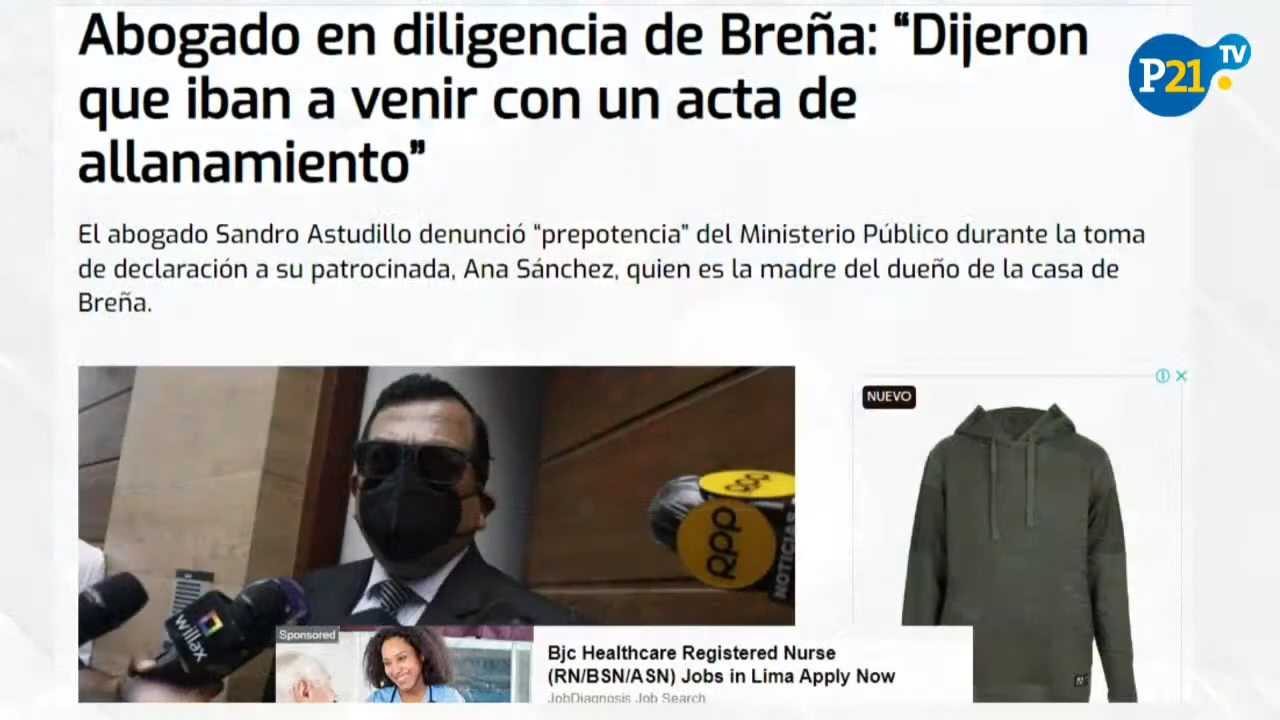 Abogado en diligencia de Breña: “Dijeron
que iban a venir con un acta de
allanamiento”
P21
TV
El abogado Sandro Astudillo denunció “prepotencia” del Ministerio Público durante la toma
de declaración a su patrocinada, Ana Sánchez, quien es la madre del dueño de la casa de
Breña.
NUEVO
RPP
RPP
NOTICIAS
willax
Sponsored
Bjc Healthcare Registered Nurse
(RN/BSN/ASN) Jobs in Lima Apply Now
JobDiagnosis Job Search